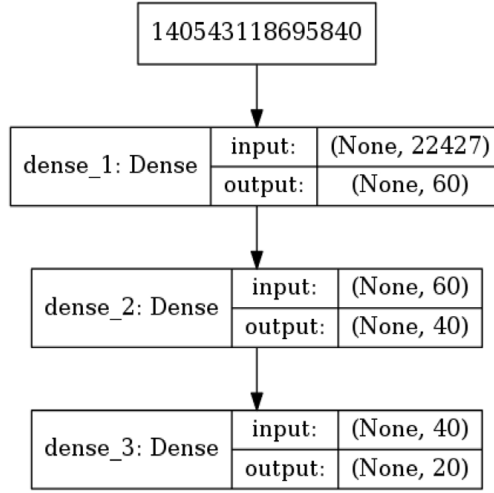 140543118695840
dense_1: Dense
input:
(None, 22427)
output:
(None, 60)
dense_2: Dense
input:
(None, 60)
output:
(None, 40)
dense_3: Dense
input:
(None, 40)
output:
(None, 20)